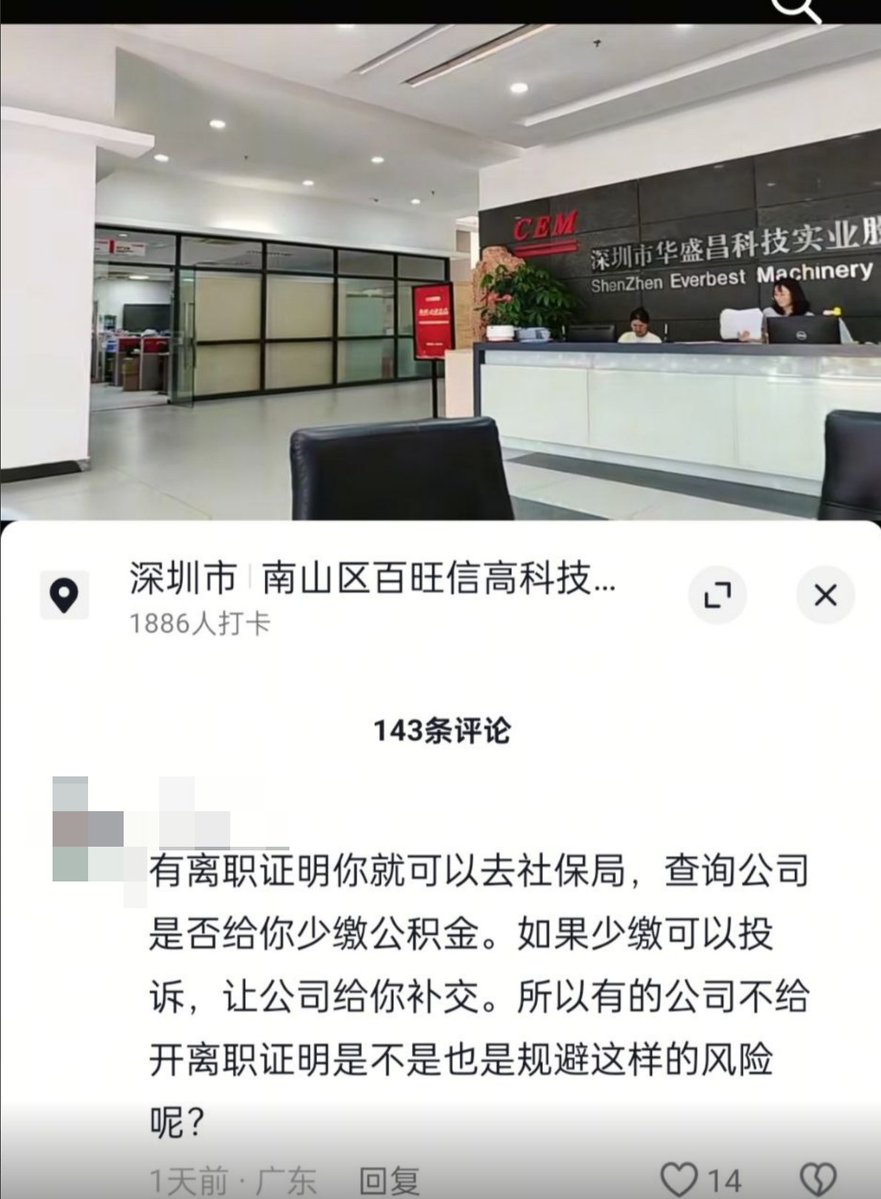 CEM
深圳市华盛昌科技实业股
ShenZhen Everbest Machinery
深圳市 南山区百旺信高科技...
1886人打卡
143条评论
有离职证明你就可以去社保局，查询公司
是否给你少缴公积金。如果少缴可以投
诉，让公司给你补交。所以有的公司不给
开离职证明是不是也是规避这样的风险
呢？
1天前 · 广东 回复 14